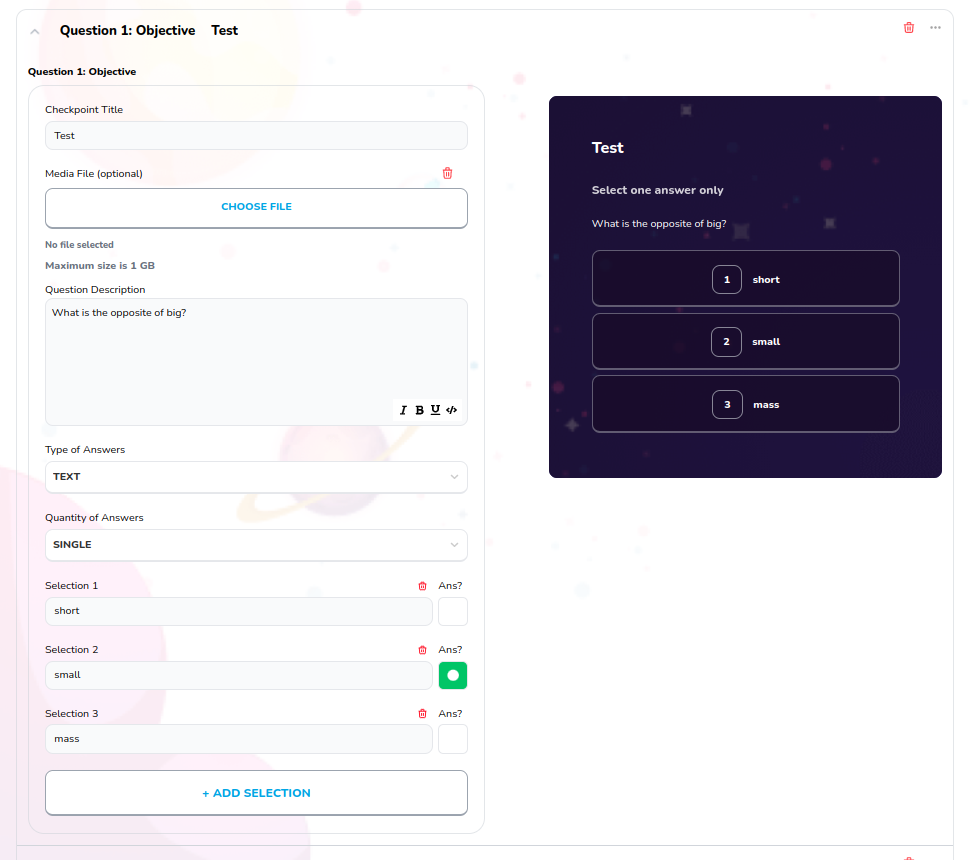 Question 1: Objective Test
Question 1: Objective
Checkpoint Title
Test
Media File (optional)
CHOOSE FILE
No file selected
Maximum size is 1 GB
Question Description
What is the opposite of big?
I B U </>
Type of Answers
TEXT
Quantity of Answers
SINGLE
Selection 1 Ans?
short
Selection 2 Ans?
small
Selection 3 Ans?
mass
+ ADD SELECTION
Test
Select one answer only
What is the opposite of big?
1 short
2 small
3 mass